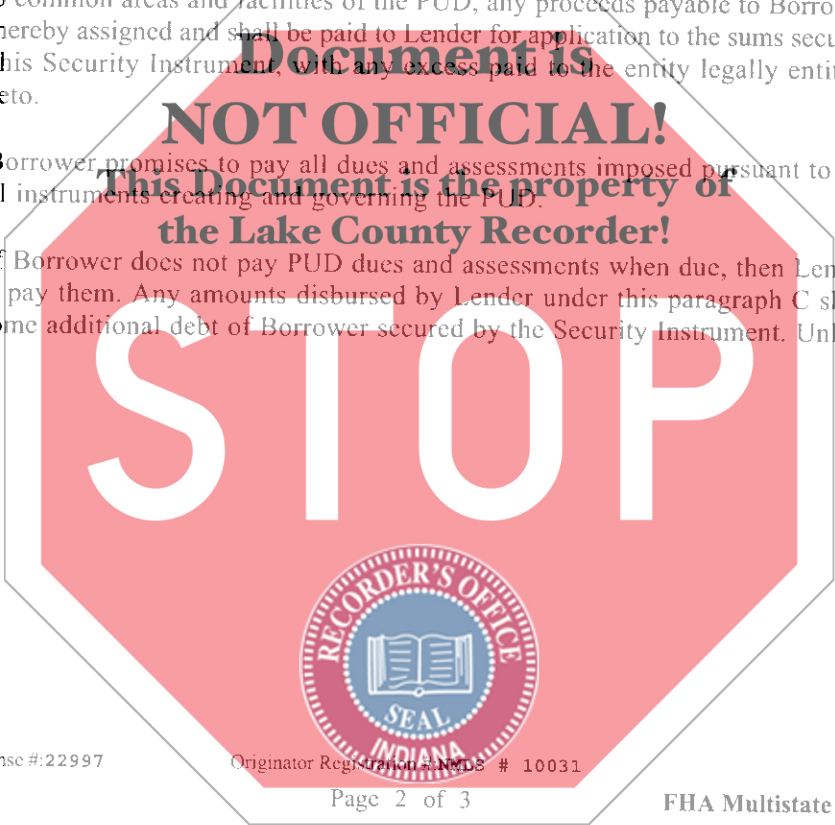 common areas and facilities of the PUD, any proceeds payable to Borro
hereby assigned and shall be paid to Lender for application to the sums secu
his Security Instrument, with any excess paid to the entity legally entit
eto.
Document is
NOT OFFICIAL!
This Document is the property of
the Lake County Recorder!
Borrower promises to pay all dues and assessments imposed pursuant to
l instruments creating and governing the PUD.
f Borrower does not pay PUD dues and assessments when due, then Len
pay them. Any amounts disbursed by Lender under this paragraph C sh
ome additional debt of Borrower secured by the Security Instrument. Unl
STOP
RECORDER'S OFFICE
SEAL
INDIANA
nse #:22997
Originator Registration #:NMLS # 10031
Page 2 of 3
FHA Multistate